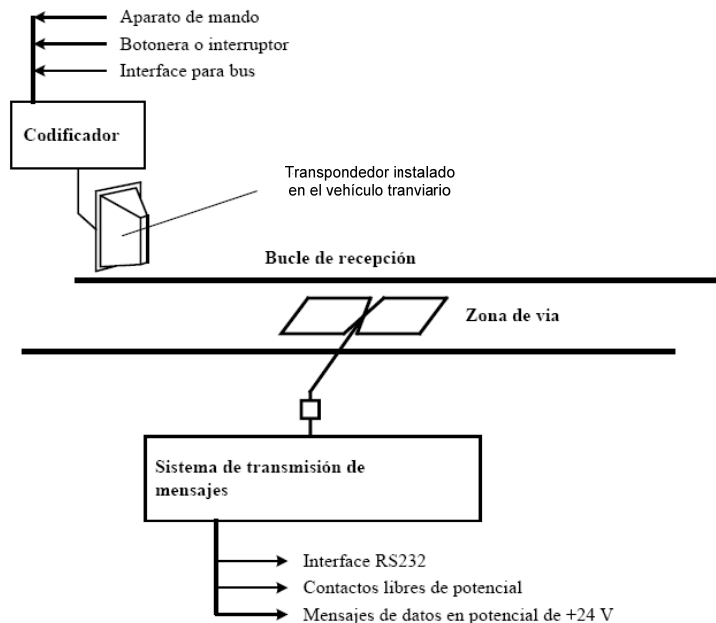 Aparato de mando
Botonera o interruptor
Interface para bus
Codificador
Transpondedor instalado
en el vehículo tranviario
Bucle de recepción
Zona de via
Sistema de transmisión de
mensajes
Interface RS232
Contactos libres de potencial
Mensajes de datos en potencial de +24 V